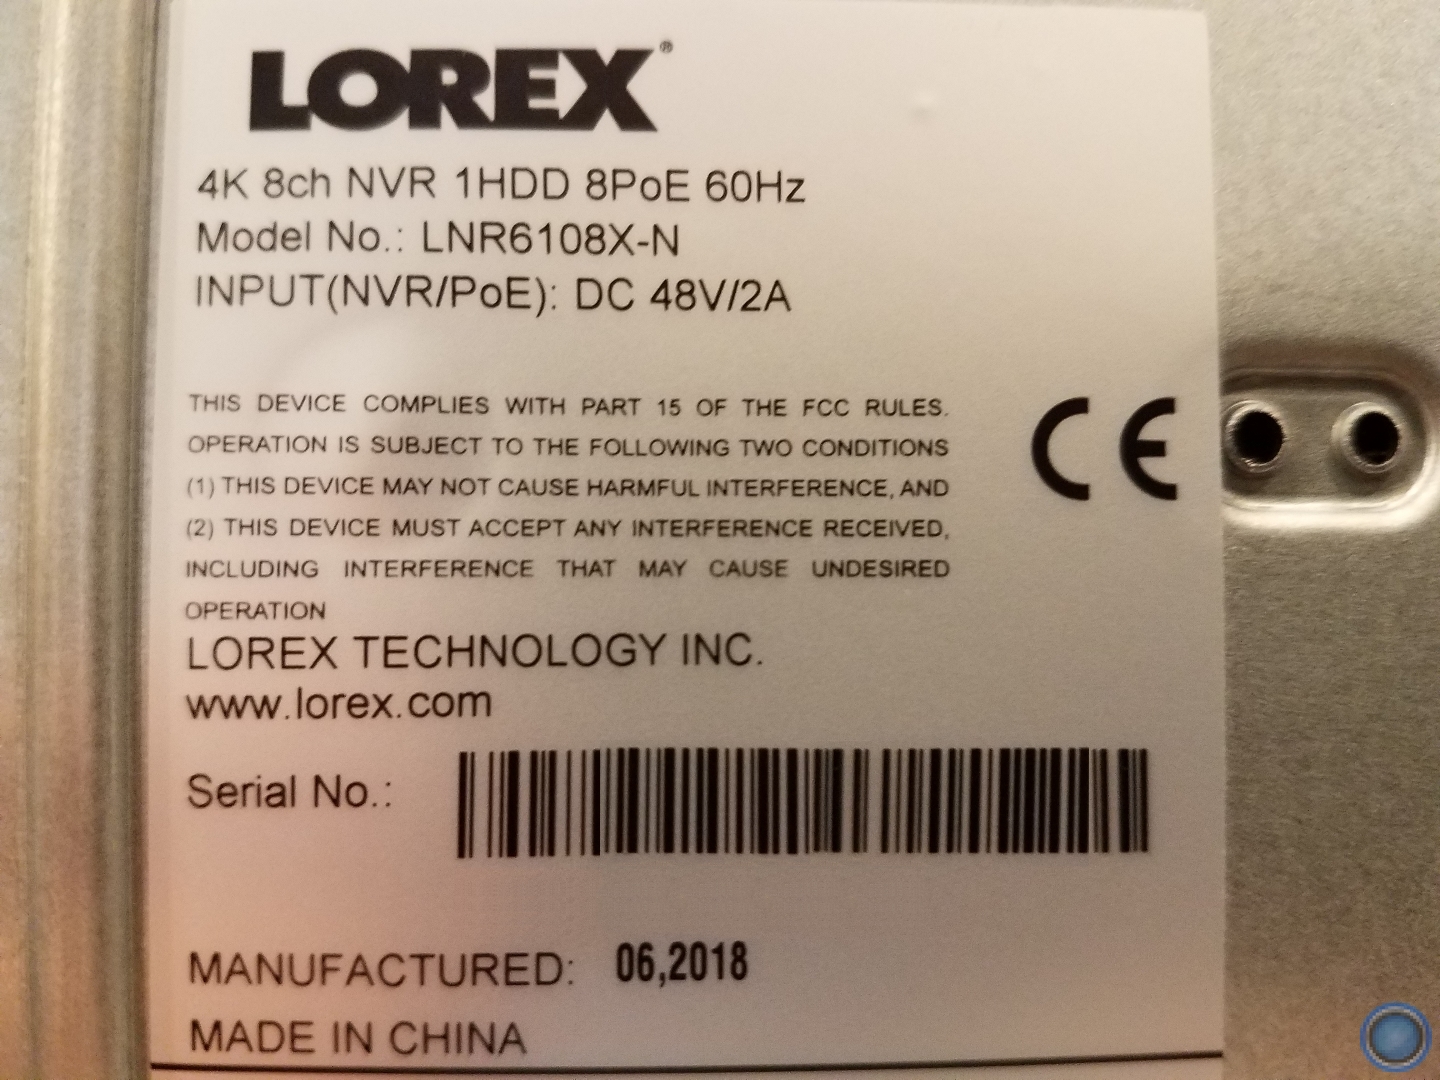 LOREX®
4K 8ch NVR 1HDD 8PoE 60Hz
Model No.: LNR6108X-N
INPUT(NVR/PoE): DC 48V/2A
THIS DEVICE COMPLIES WITH PART 15 OF THE FCC RULES.
OPERATION IS SUBJECT TO THE FOLLOWING TWO CONDITIONS
(1) THIS DEVICE MAY NOT CAUSE HARMFUL INTERFERENCE, AND
(2) THIS DEVICE MUST ACCEPT ANY INTERFERENCE RECEIVED,
INCLUDING INTERFERENCE THAT MAY CAUSE UNDESIRED
OPERATION
CE
LOREX TECHNOLOGY INC.
www.lorex.com
Serial No.:
MANUFACTURED: 06,2018
MADE IN CHINA